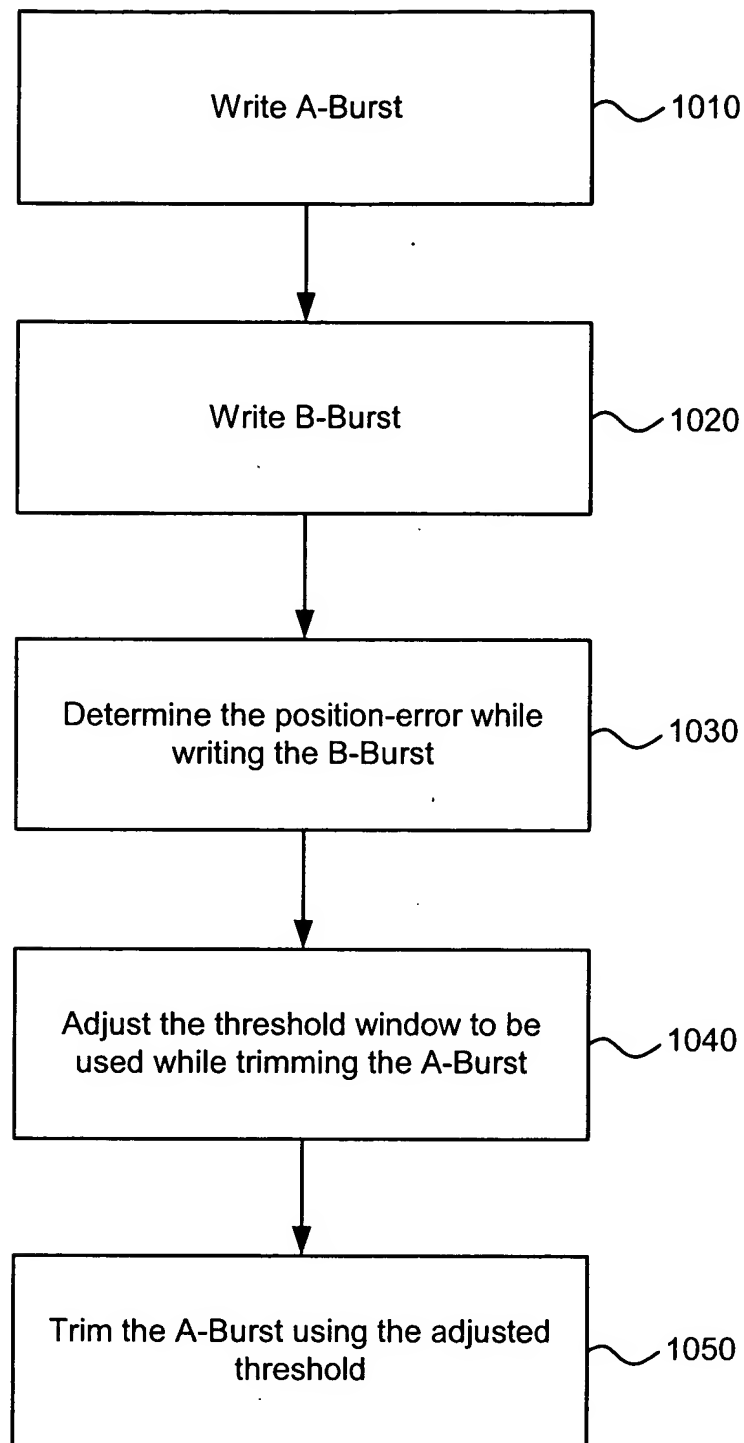 Write A-Burst
1010
Write B-Burst
1020
Determine the position-error while
writing the B-Burst
1030
Adjust the threshold window to be
used while trimming the A-Burst
1040
Trim the A-Burst using the adjusted
threshold
1050